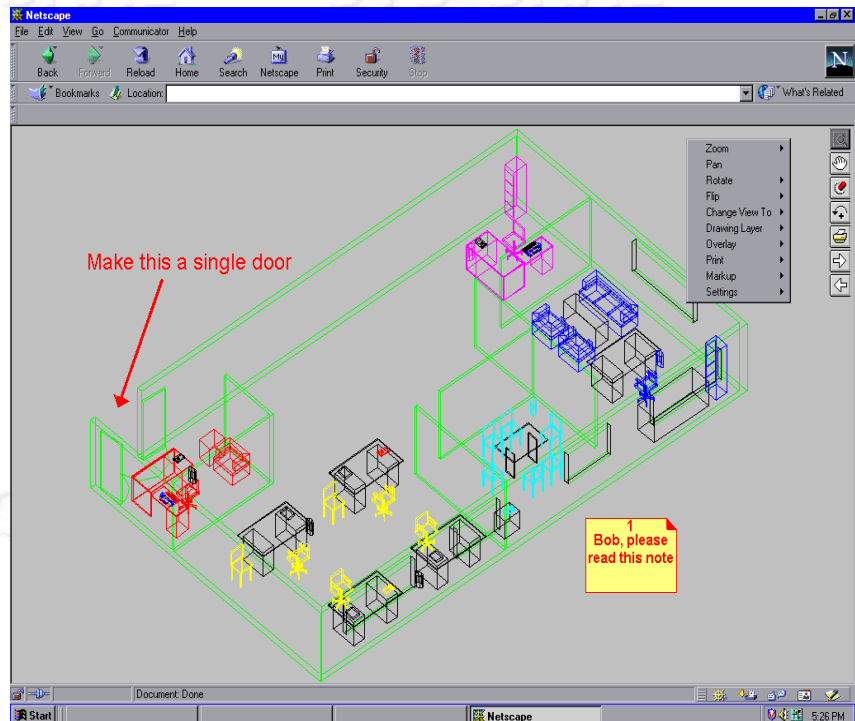 Netscape
File Edit View Go Communicator Help
Back Forward Reload Home Search Netscape Print Security Stop
My
N
Bookmarks Location: What's Related
Zoom
Pan
Rotate
Flip
Change View To
Drawing Layer
Overlay
Print
Markup
Settings
Make this a single door
1
Bob, please
read this note
Document: Done
Start Netscape 5:26 PM